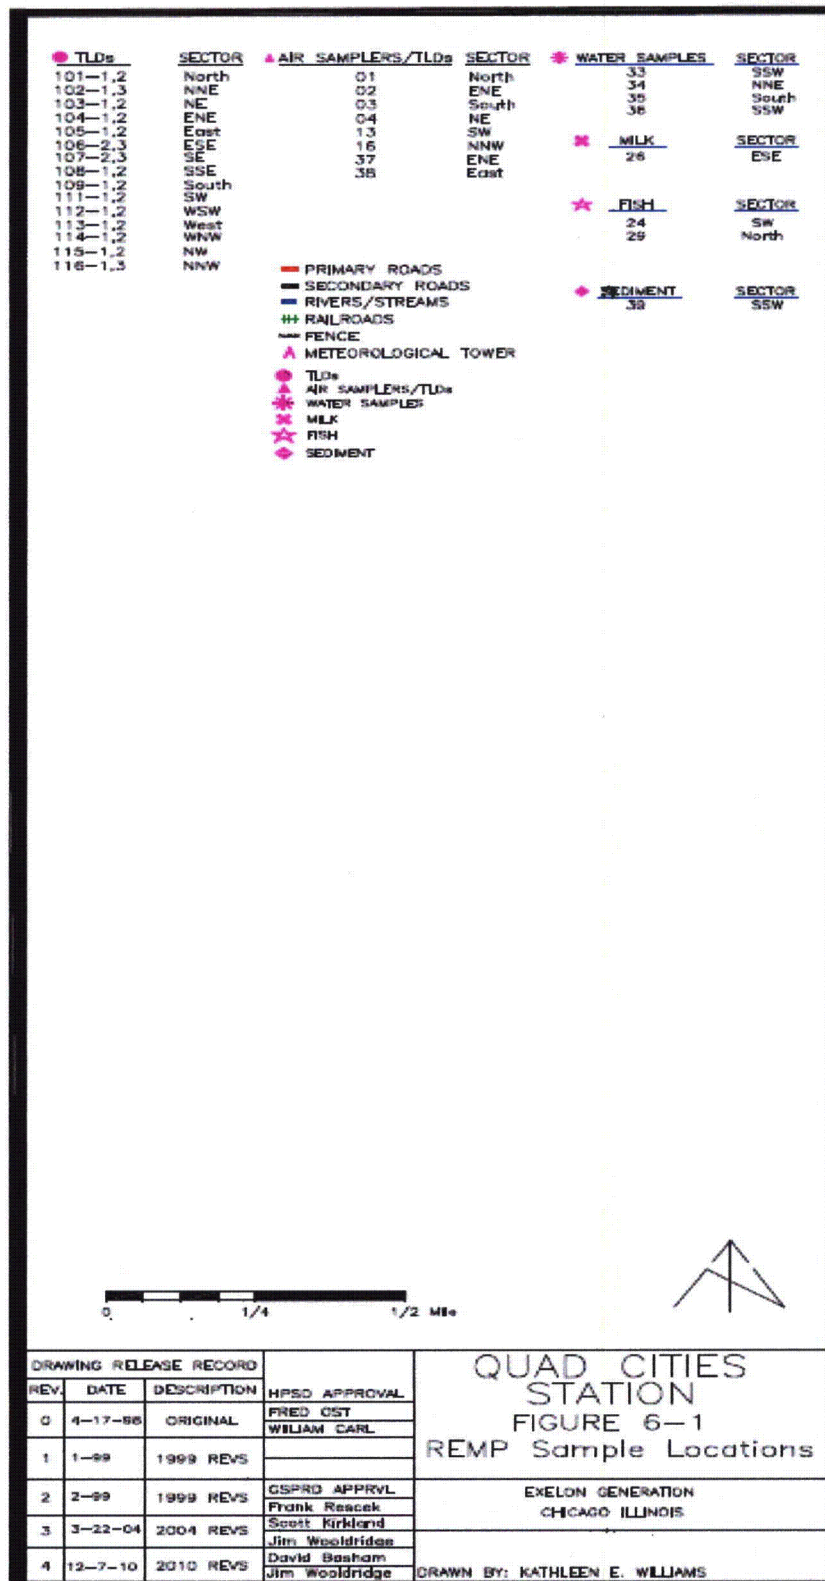 TLDs SECTOR
101-1,2 North
102-1,3 NNE
103-1,2 NE
104-1,2 ENE
105-1,2 East
106-2,3 ESE
107-2,3 SE
108-1,2 SSE
109-1,2 South
111-1,2 SW
112-1,2 WSW
113-1,2 West
114-1,2 WNW
115-1,2 NW
116-1,3 NNW
AIR SAMPLERS/TLDs SECTOR
01 North
02 ENE
03 South
04 NE
13 SW
16 NNW
37 ENE
38 East
WATER SAMPLES SECTOR
33 SSW
34 NNE
35 South
36 SSW
MILK SECTOR
26 ESE
FISH SECTOR
24 SW
29 North
SEDIMENT SECTOR
39 SSW
PRIMARY ROADS
SECONDARY ROADS
RIVERS/STREAMS
RAILROADS
FENCE
METEOROLOGICAL TOWER
TLDs
AIR SAMPLERS/TLDs
WATER SAMPLES
MILK
FISH
SEDIMENT
0 1/4 1/2 Mile
DRAWING RELEASE RECORD
REV. DATE DESCRIPTION HPSD APPROVAL
0 4-17-98 ORIGINAL FRED OST
WILIAM CARL
1 1-99 1999 REVS
2 2-99 1999 REVS GSPRD APPRVL
Frank Rescek
3 3-22-04 2004 REVS Scott Kirkland
Jim Wooldridge
4 12-7-10 2010 REVS David Basham
Jim Wooldridge
QUAD CITIES
STATION
FIGURE 6-1
REMP Sample Locations
EXELON GENERATION
CHICAGO ILLINOIS
DRAWN BY: KATHLEEN E. WILLIAMS